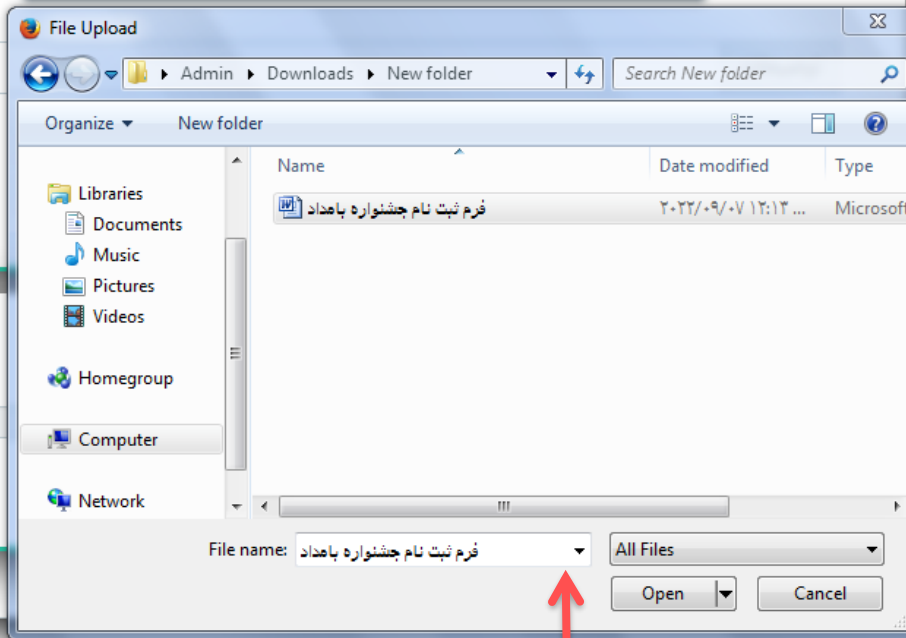 File Upload
Admin Downloads New folder
Search New folder
Organize New folder
Name Date modified Type
Libraries
فرم ثبت نام جشنواره بامداد ۲۰۲۲/۰۹/۰۷ ۱۲:۱۳ ... Microsoft
Documents
Music
Pictures
Videos
Homegroup
Computer
Network
File name: فرم ثبت نام جشنواره بامداد All Files
Open Cancel